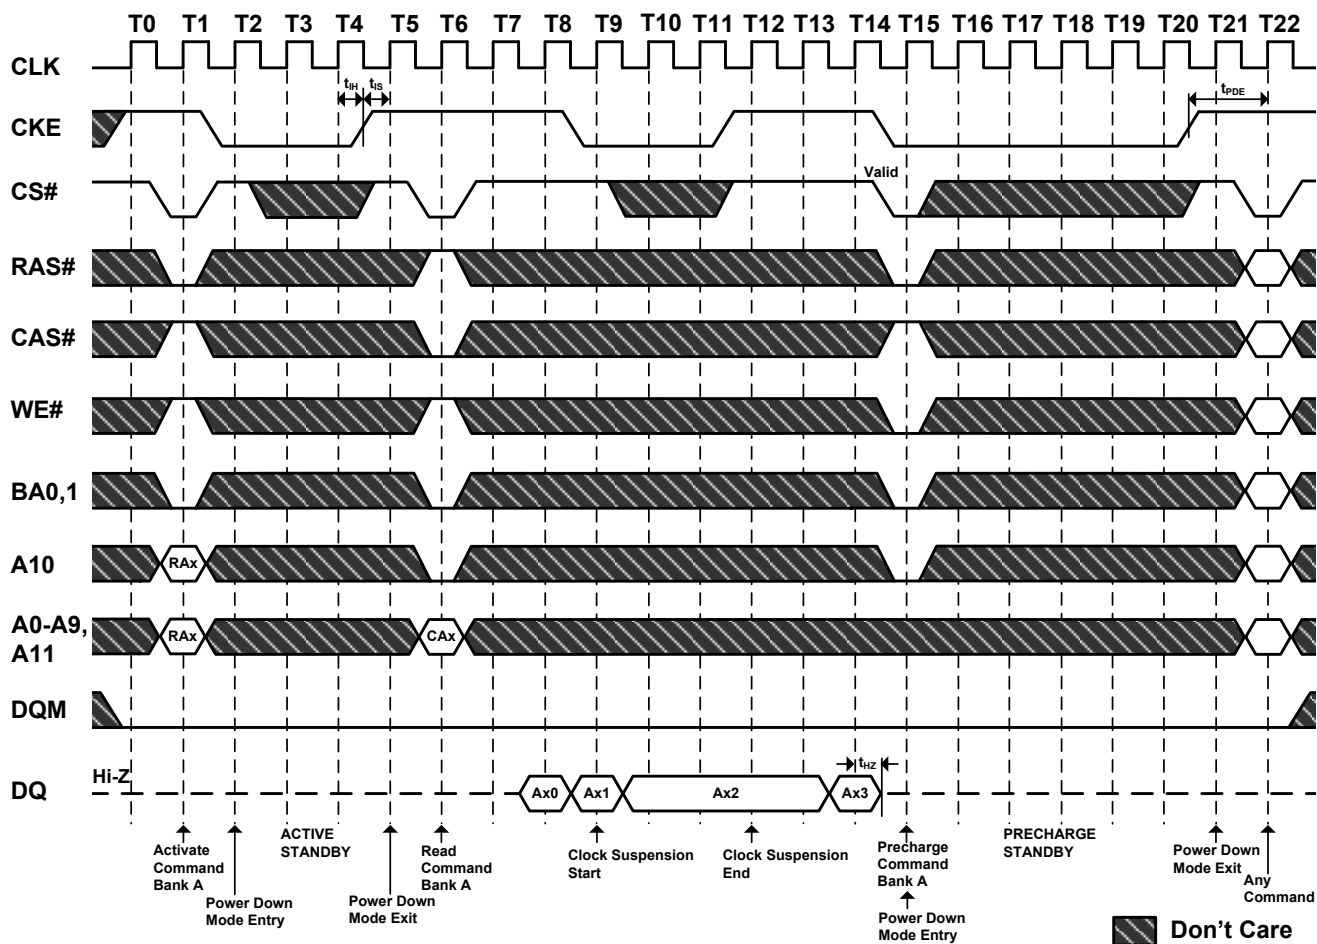 T0 T1 T2 T3 T4 T5 T6 T7 T8 T9 T10 T11 T12 T13 T14 T15 T16 T17 T18 T19 T20 T21 T22
CLK
tIH tIS tPDE
CKE
Valid
CS#
RAS#
CAS#
WE#
BA0,1
A10 RAx
A0-A9,
A11
RAx CAx
DQM
Hi-Z
tHZ
DQ
Ax0 Ax1 Ax2 Ax3
Activate
Command
Bank A
Power Down
Mode Entry
ACTIVE
STANDBY
Power Down
Mode Exit
Read
Command
Bank A
Clock Suspension
Start
Clock Suspension
End
Precharge
Command
Bank A
Power Down
Mode Entry
PRECHARGE
STANDBY
Power Down
Mode Exit
Any
Command
Don't Care